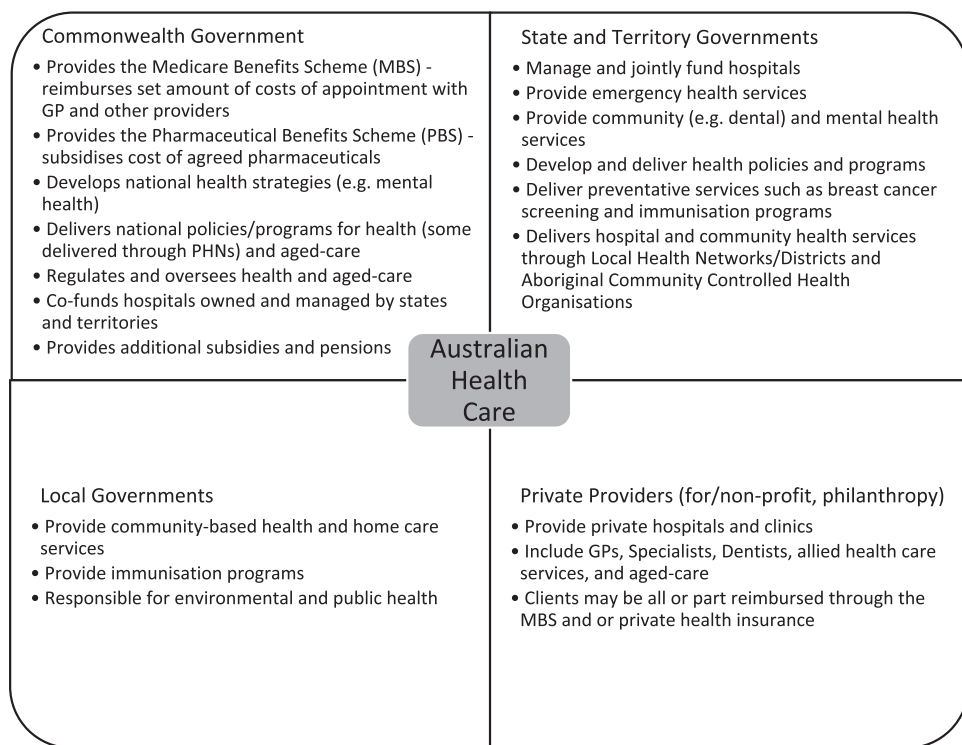 Commonwealth Government
• Provides the Medicare Benefits Scheme (MBS) -
reimburses set amount of costs of appointment with
GP and other providers
• Provides the Pharmaceutical Benefits Scheme (PBS) -
subsidises cost of agreed pharmaceuticals
• Develops national health strategies (e.g. mental
health)
• Delivers national policies/programs for health (some
delivered through PHNs) and aged-care
• Regulates and oversees health and aged-care
• Co-funds hospitals owned and managed by states
and territories
• Provides additional subsidies and pensions
State and Territory Governments
• Manage and jointly fund hospitals
• Provide emergency health services
• Provide community (e.g. dental) and mental health
services
• Develop and deliver health policies and programs
• Deliver preventative services such as breast cancer
screening and immunisation programs
• Delivers hospital and community health services
through Local Health Networks/Districts and
Aboriginal Community Controlled Health
Organisations
Australian
Health
Care
Local Governments
• Provide community-based health and home care
services
• Provide immunisation programs
• Responsible for environmental and public health
Private Providers (for/non-profit, philanthropy)
• Provide private hospitals and clinics
• Include GPs, Specialists, Dentists, allied health care
services, and aged-care
• Clients may be all or part reimbursed through the
MBS and or private health insurance